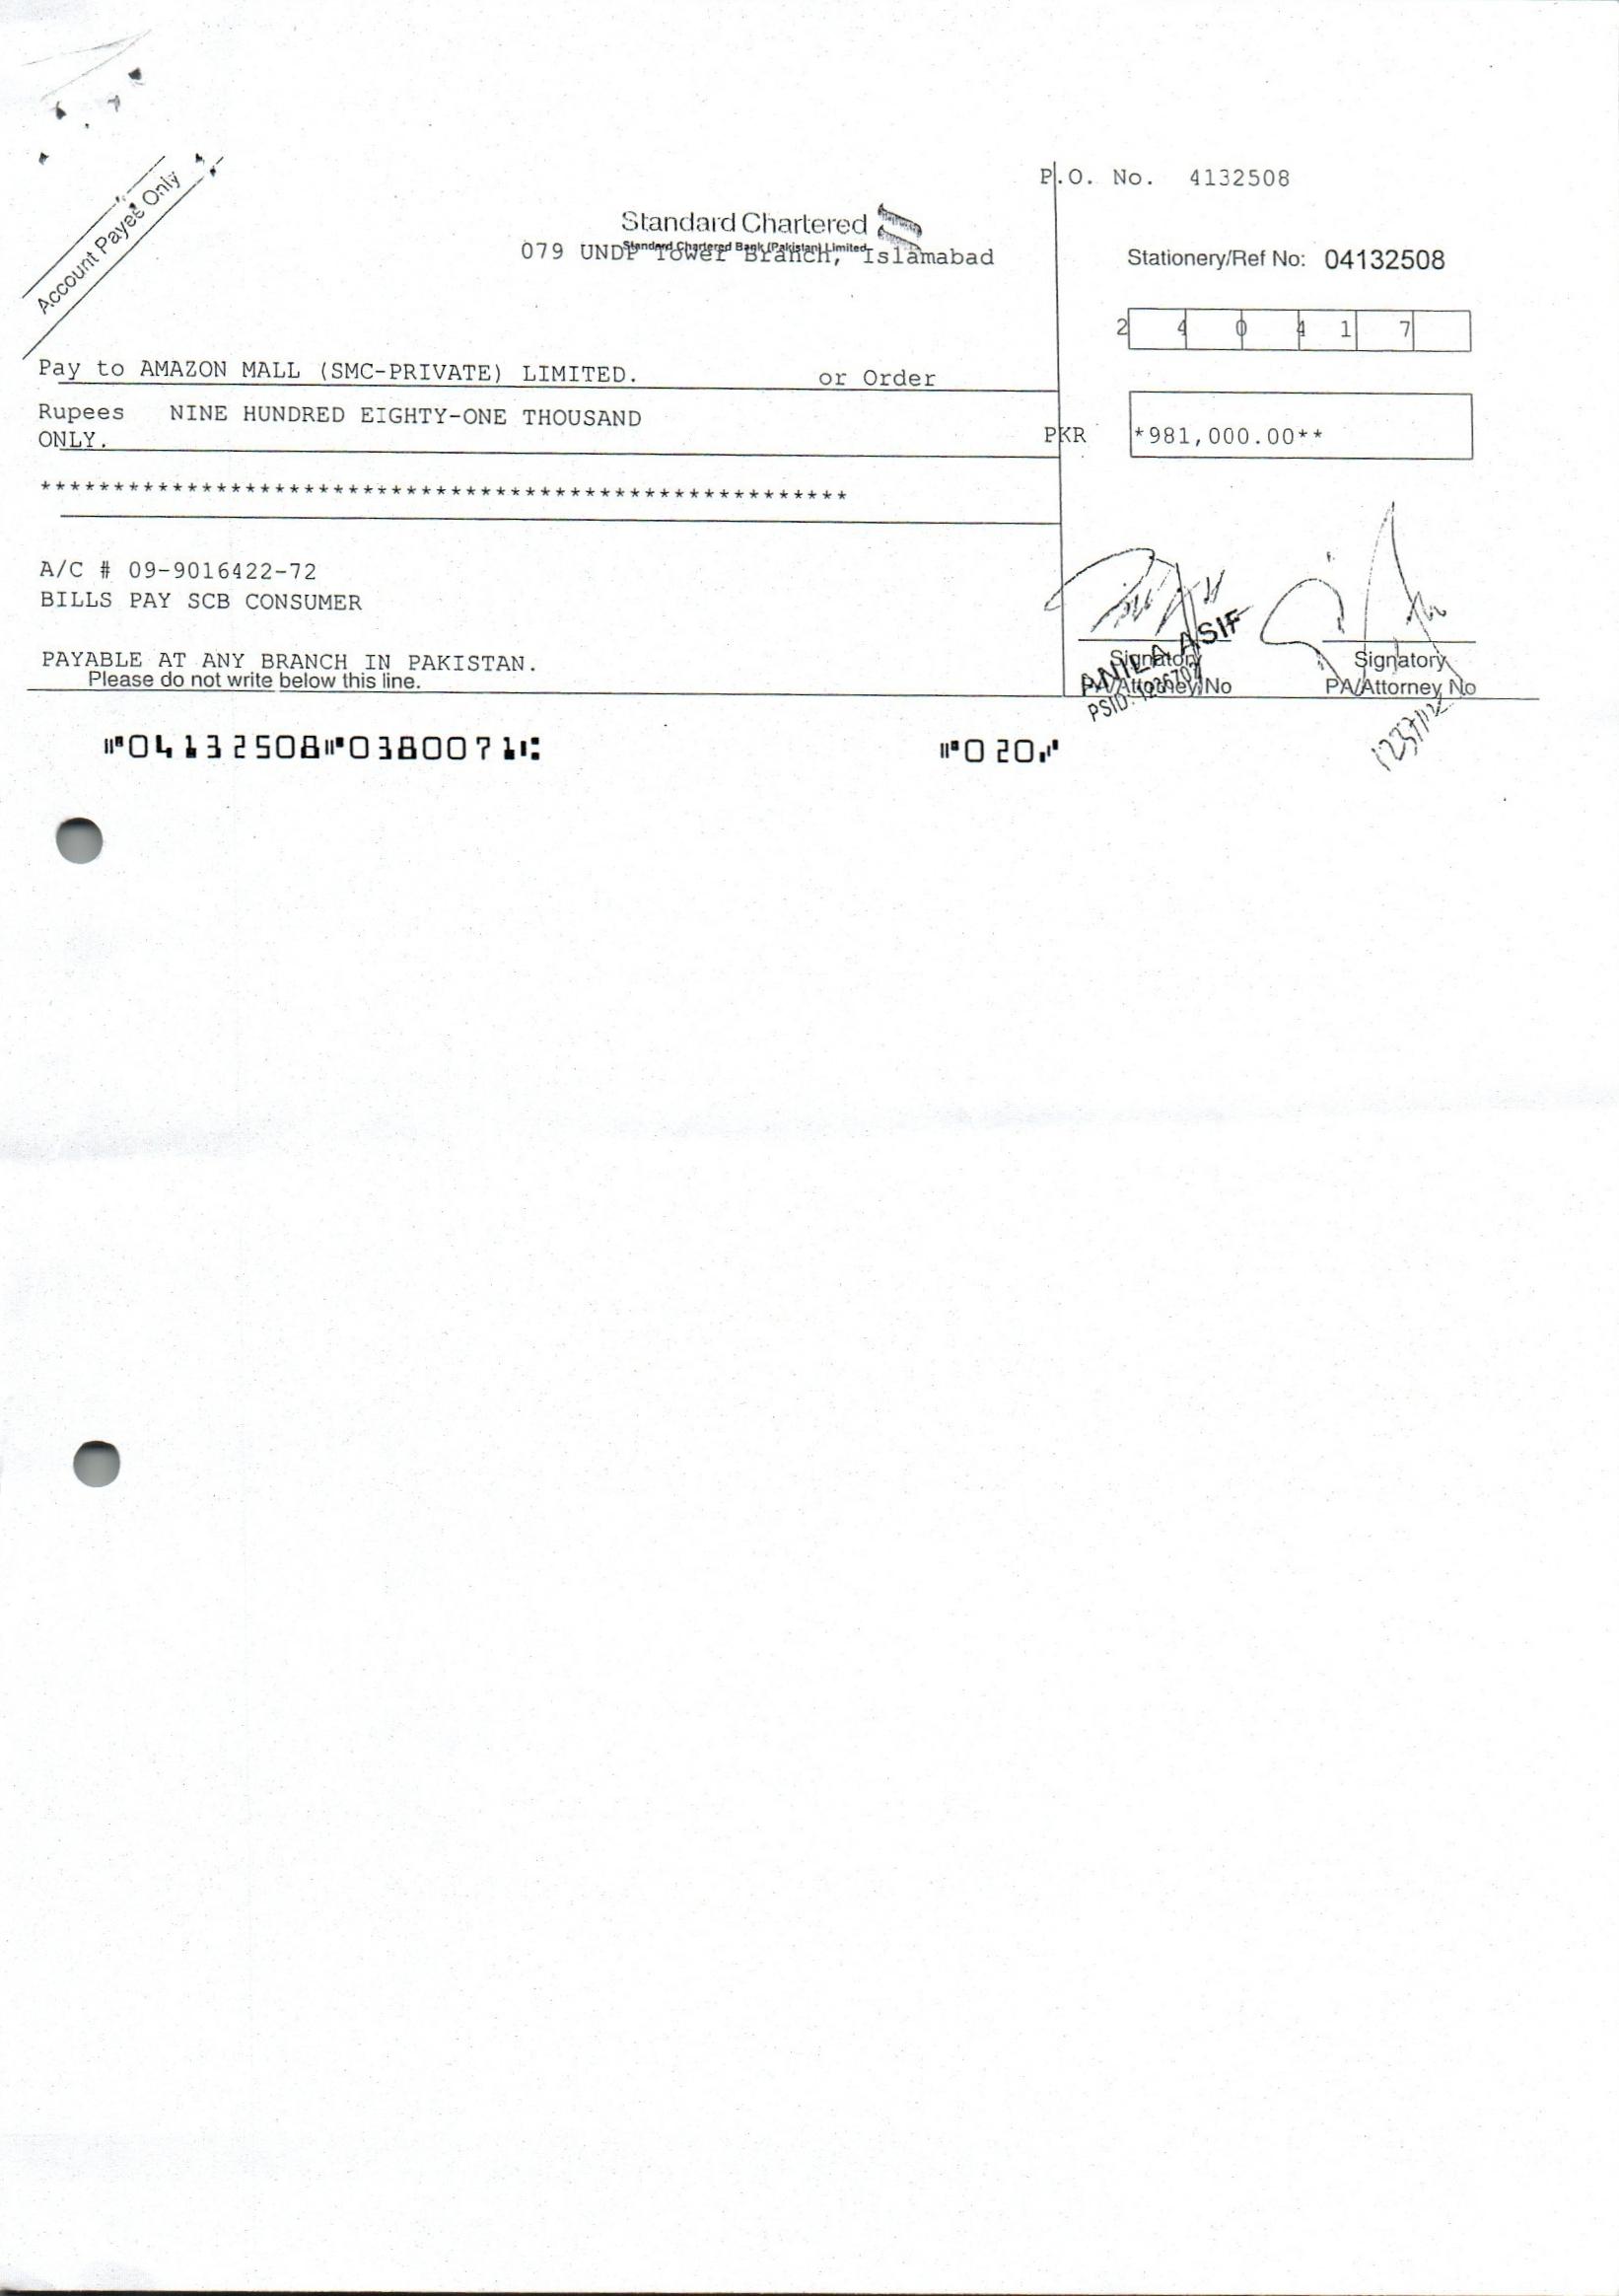 Account Payee Only
P.O. No. 4132508
Standard Chartered
Standard Chartered Bank (Pakistan) Limited
079 UNDP Tower Branch, Islamabad
Stationery/Ref No: 04132508
2 4 0 4 1 7
Pay to AMAZON MALL (SMC-PRIVATE) LIMITED. or Order
Rupees NINE HUNDRED EIGHTY-ONE THOUSAND
ONLY.
PKR *981,000.00**
********************************************************
A/C # 09-9016422-72
BILLS PAY SCB CONSUMER
PAYABLE AT ANY BRANCH IN PAKISTAN.
Please do not write below this line.
ANILA ASIF
PSID:
Signatory
PA/Attorney No
Signatory
PA/Attorney No
⑈04132508⑈0380071⑆
⑈020⑈